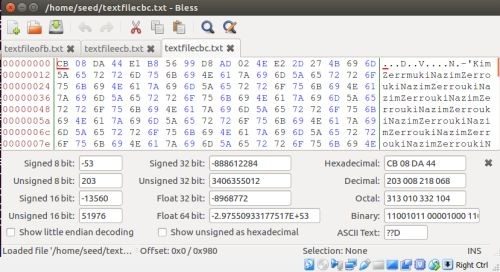 /home/seed/textfilecbc.txt - Bless
textfileofb.txt textfileecb.txt textfilecbc.txt
00000000 CB 08 DA 44 E1 B8 56 99 D8 AD 02 4E E2 2D 27 4B 69 6D ...D..V....N.-'Kim
00000012 5A 65 72 72 6D 75 6B 69 4E 61 7A 69 6D 5A 65 72 72 6F ZerrmukiNazimZerro
00000024 75 6B 69 4E 61 7A 69 6D 5A 65 72 72 6F 75 6B 69 4E 61 ukiNazimZerroukiNa
00000036 7A 69 6D 5A 65 72 72 6F 75 6B 69 4E 61 7A 69 6D 5A 65 zimZerroukiNazimZe
00000048 72 72 6F 75 6B 69 4E 61 7A 69 6D 5A 65 72 72 6F 75 6B rroukiNazimZerrouk
0000005a 69 4E 61 7A 69 6D 5A 65 72 72 6F 75 6B 69 4E 61 7A 69 iNazimZerroukiNazi
0000006c 6D 5A 65 72 72 6F 75 6B 69 4E 61 7A 69 6D 5A 65 72 72 mZerroukiNazimZerr
0000007e 6F 75 6B 69 4E 61 7A 69 6D 5A 65 72 72 6F 75 6B 69 4E oukiNazimZerroukiN
Signed 8 bit: -53 Signed 32 bit: -888612284 Hexadecimal: CB 08 DA 44
Unsigned 8 bit: 203 Unsigned 32 bit: 3406355012 Decimal: 203 008 218 068
Signed 16 bit: -13560 Float 32 bit: -8968772 Octal: 313 010 332 104
Unsigned 16 bit: 51976 Float 64 bit: -2.97550933177517E+53 Binary: 11001011 00001000 11
Show little endian decoding Show unsigned as hexadecimal ASCII Text: ??D
Loaded file '/home/seed/text... Offset: 0x0 / 0x980 Selection: None INS
Right Ctrl